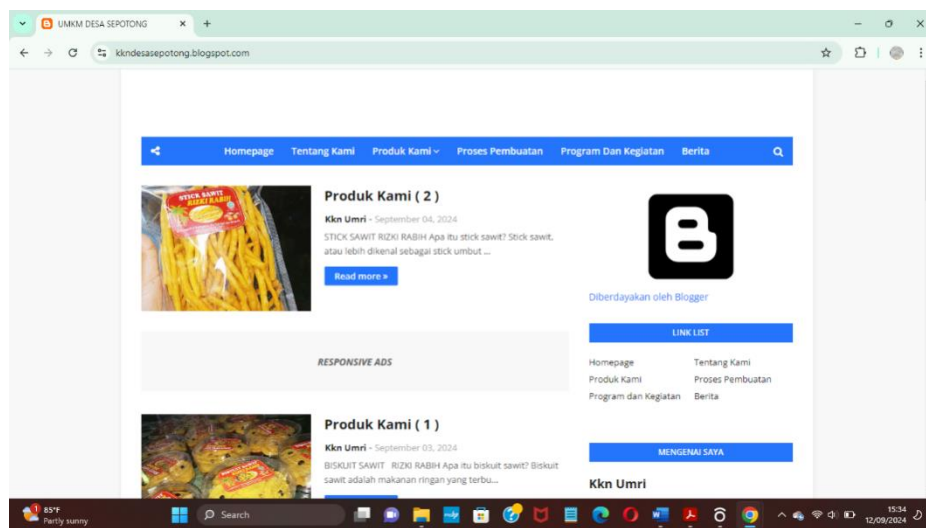 UMKM DESA SEPOTONG
kkndesasepotong.blogspot.com
Homepage Tentang Kami Produk Kami Proses Pembuatan Program Dan Kegiatan Berita
STICK SAWIT
RIZKI RABIH
Produk Kami ( 2 )
Kkn Umri - September 04, 2024
STICK SAWIT RIZKI RABIH Apa itu stick sawit? Stick sawit,
atau lebih dikenal sebagai stick umbut ...
Read more »
RESPONSIVE ADS
Produk Kami ( 1 )
Kkn Umri - September 03, 2024
BISKUIT SAWIT RIZKI RABIH Apa itu biskuit sawit? Biskuit
sawit adalah makanan ringan yang terbu...
Diberdayakan oleh Blogger
LINK LIST
Homepage Tentang Kami
Produk Kami Proses Pembuatan
Program dan Kegiatan Berita
MENGENAI SAYA
Kkn Umri
1
85°F
Partly sunny
Search
15:34
12/09/2024